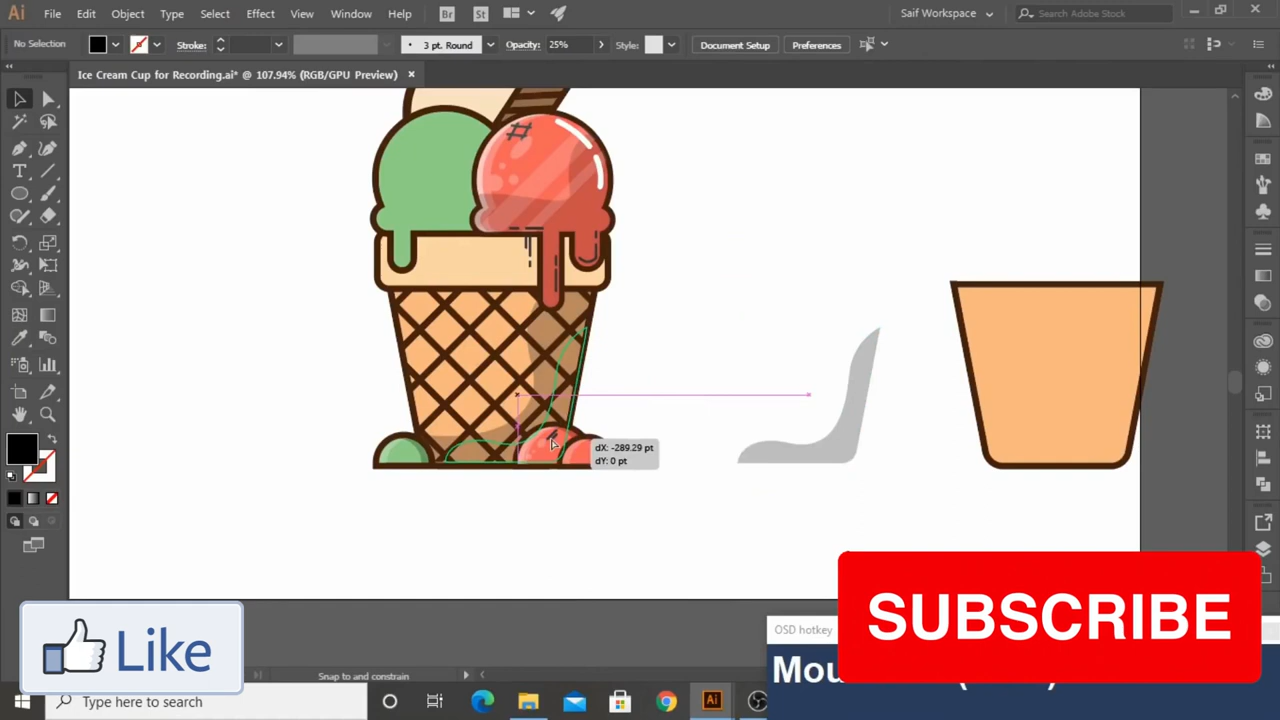 Ai File Edit Object Type Select Effect View Window Help Br St Saif Workspace Search Adobe Stock
No Selection Stroke: 3 pt. Round Opacity: 25% Style: Document Setup Preferences
Ice Cream Cup for Recording.ai* @ 107.94% (RGB/GPU Preview)
dX: -289.29 pt
dY: 0 pt
SUBSCRIBE
Like
OSD hotkey
Snap to and constrain
Type here to search
Ai